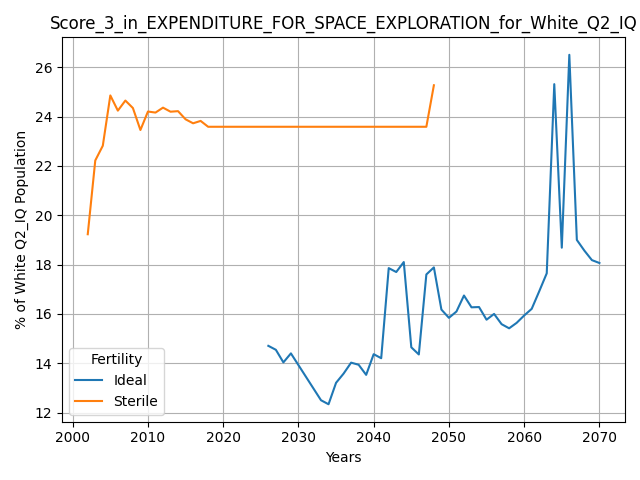 Score_3_in_EXPENDITURE_FOR_SPACE_EXPLORATION_for_White_Q2_IQ
% of White Q2_IQ Population
26
24
22
20
18
16
14
12
Fertility
Ideal
Sterile
2000 2010 2020 2030 2040 2050 2060 2070
Years